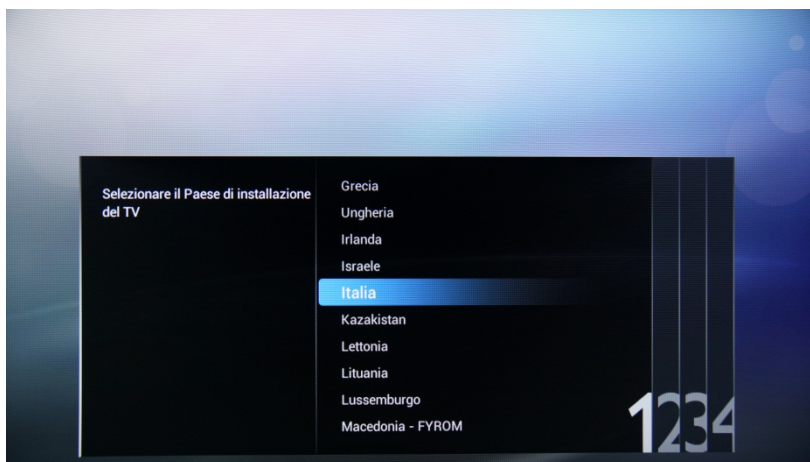 Selezionare il Paese di installazione
del TV
Grecia
Ungheria
Irlanda
Israele
Italia
Kazakistan
Lettonia
Lituania
Lussemburgo
Macedonia - FYROM
1234